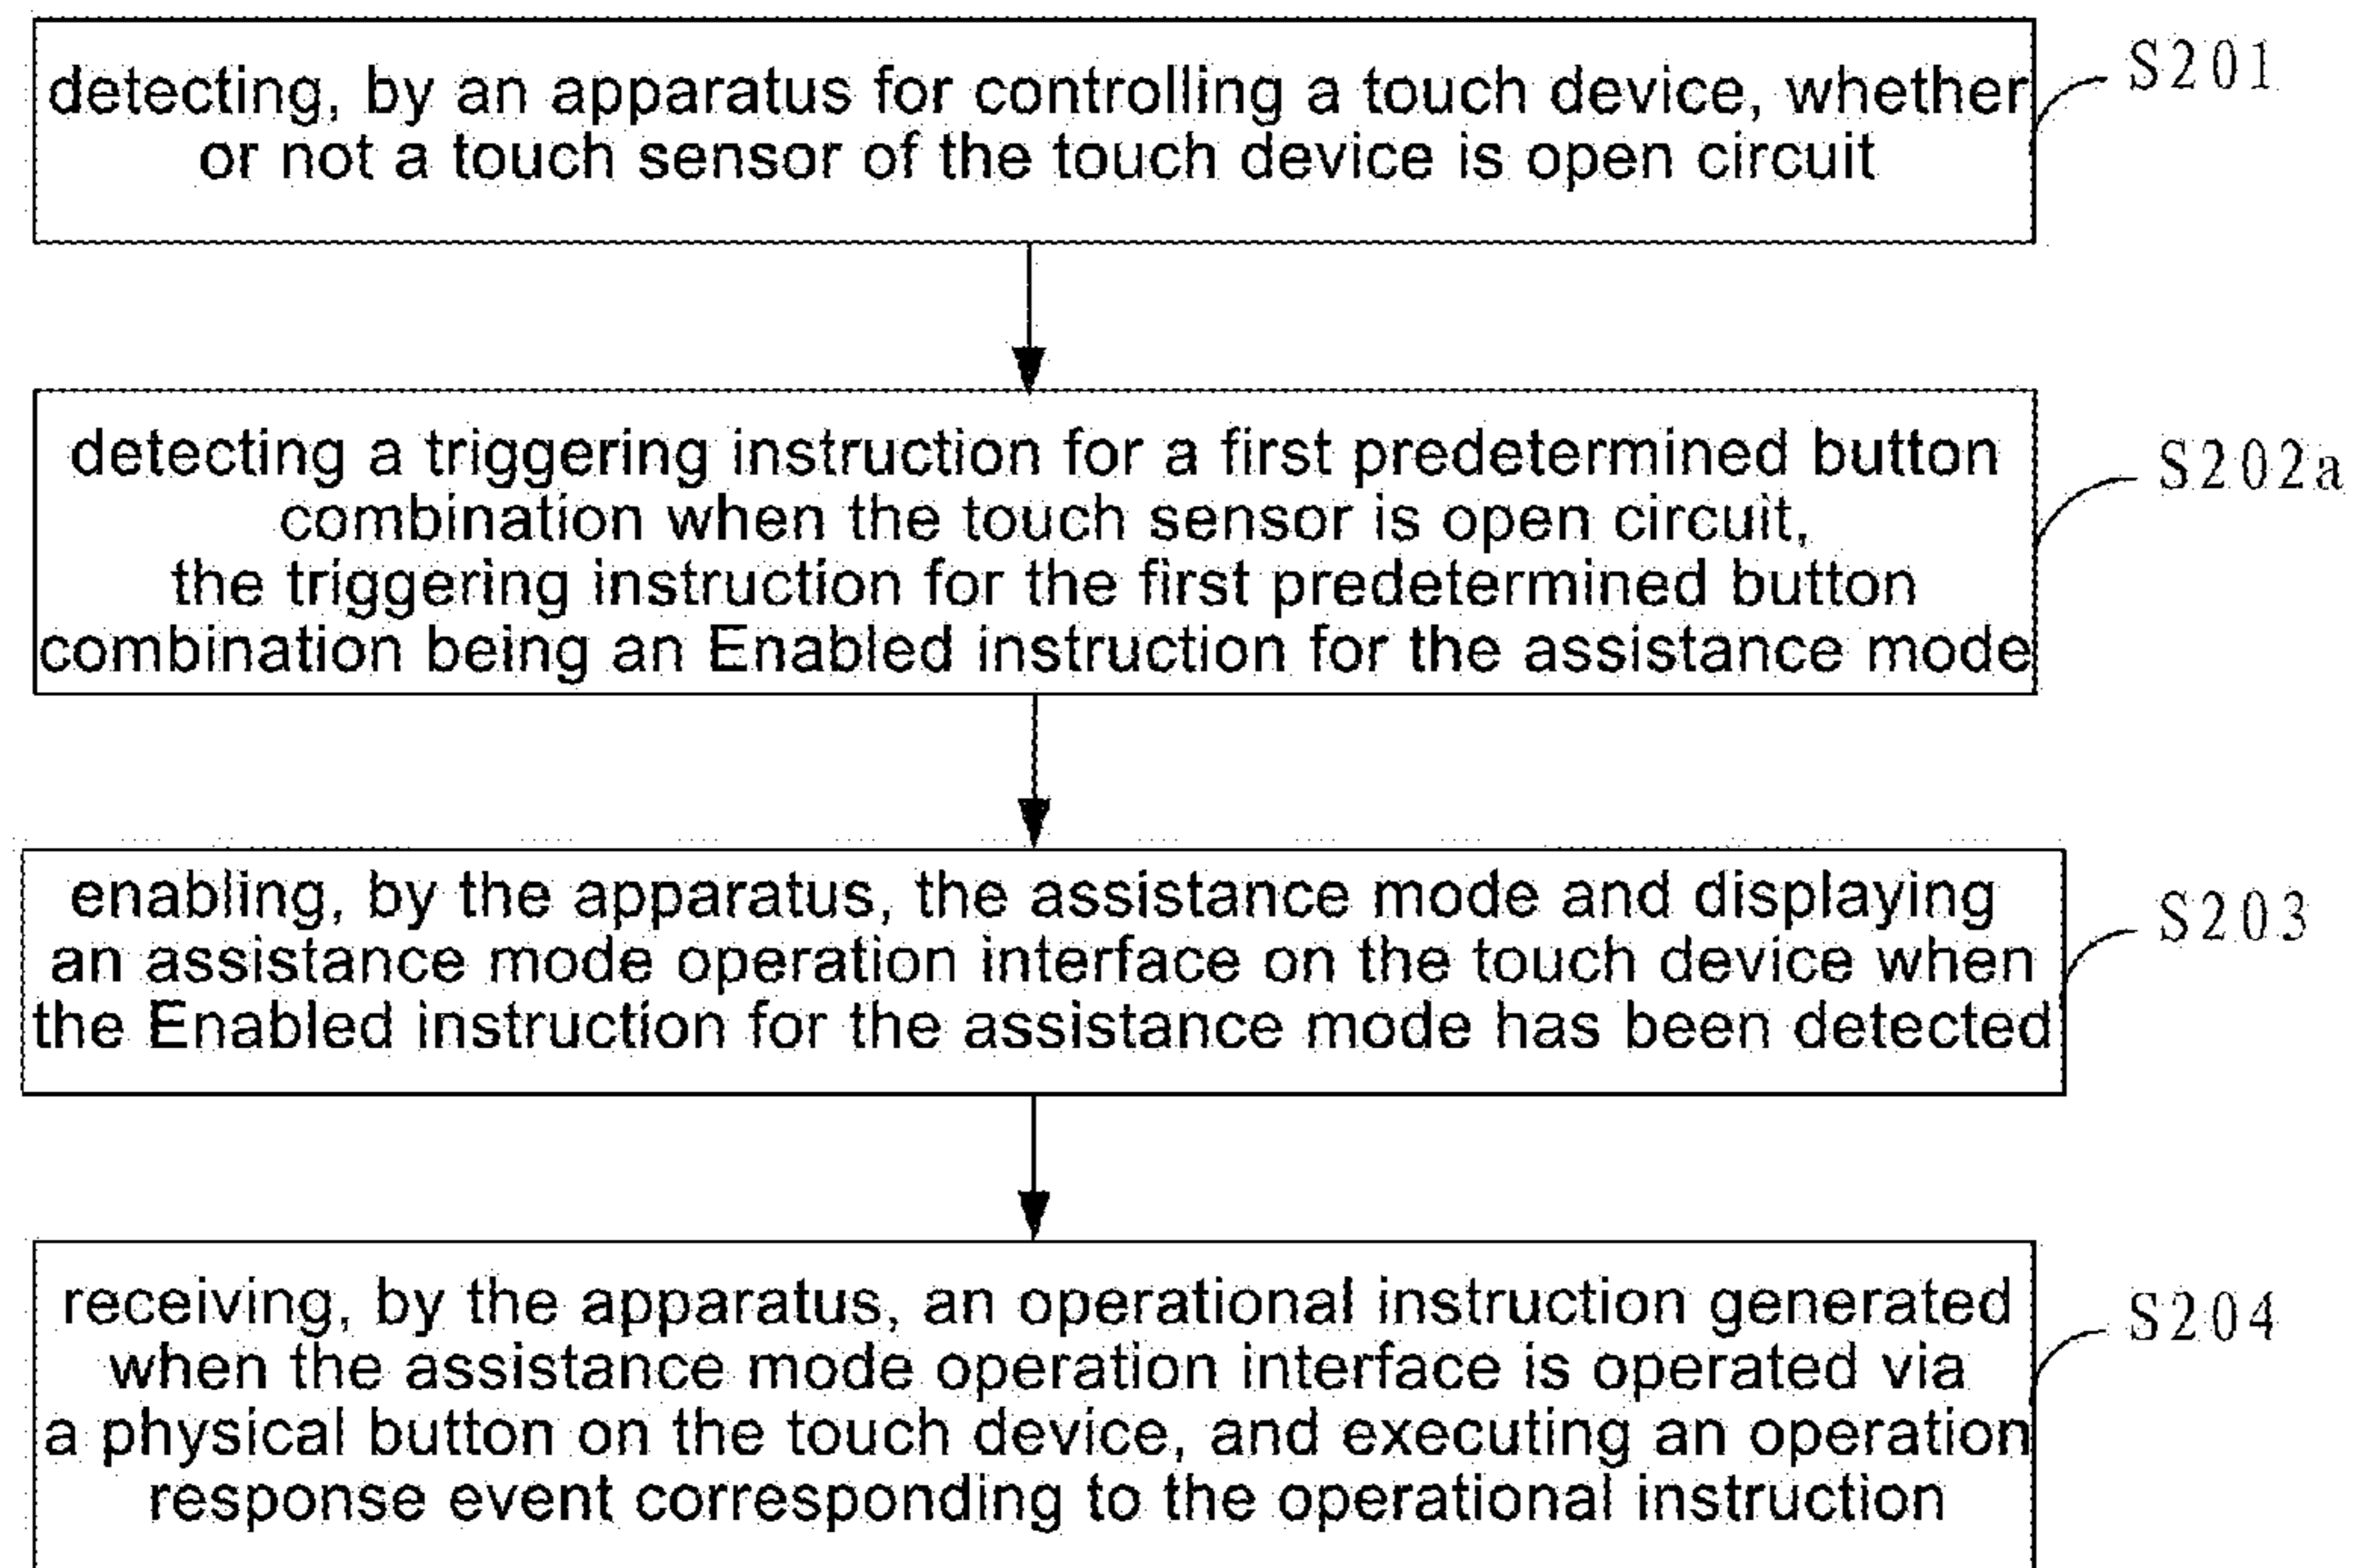 detecting, by an apparatus for controlling a touch device, whether
or not a touch sensor of the touch device is open circuit
S201
detecting a triggering instruction for a first predetermined button
combination when the touch sensor is open circuit,
the triggering instruction for the first predetermined button
combination being an Enabled instruction for the assistance mode
S202a
enabling, by the apparatus, the assistance mode and displaying
an assistance mode operation interface on the touch device when
the Enabled instruction for the assistance mode has been detected
S203
receiving, by the apparatus, an operational instruction generated
when the assistance mode operation interface is operated via
a physical button on the touch device, and executing an operation
response event corresponding to the operational instruction
S204